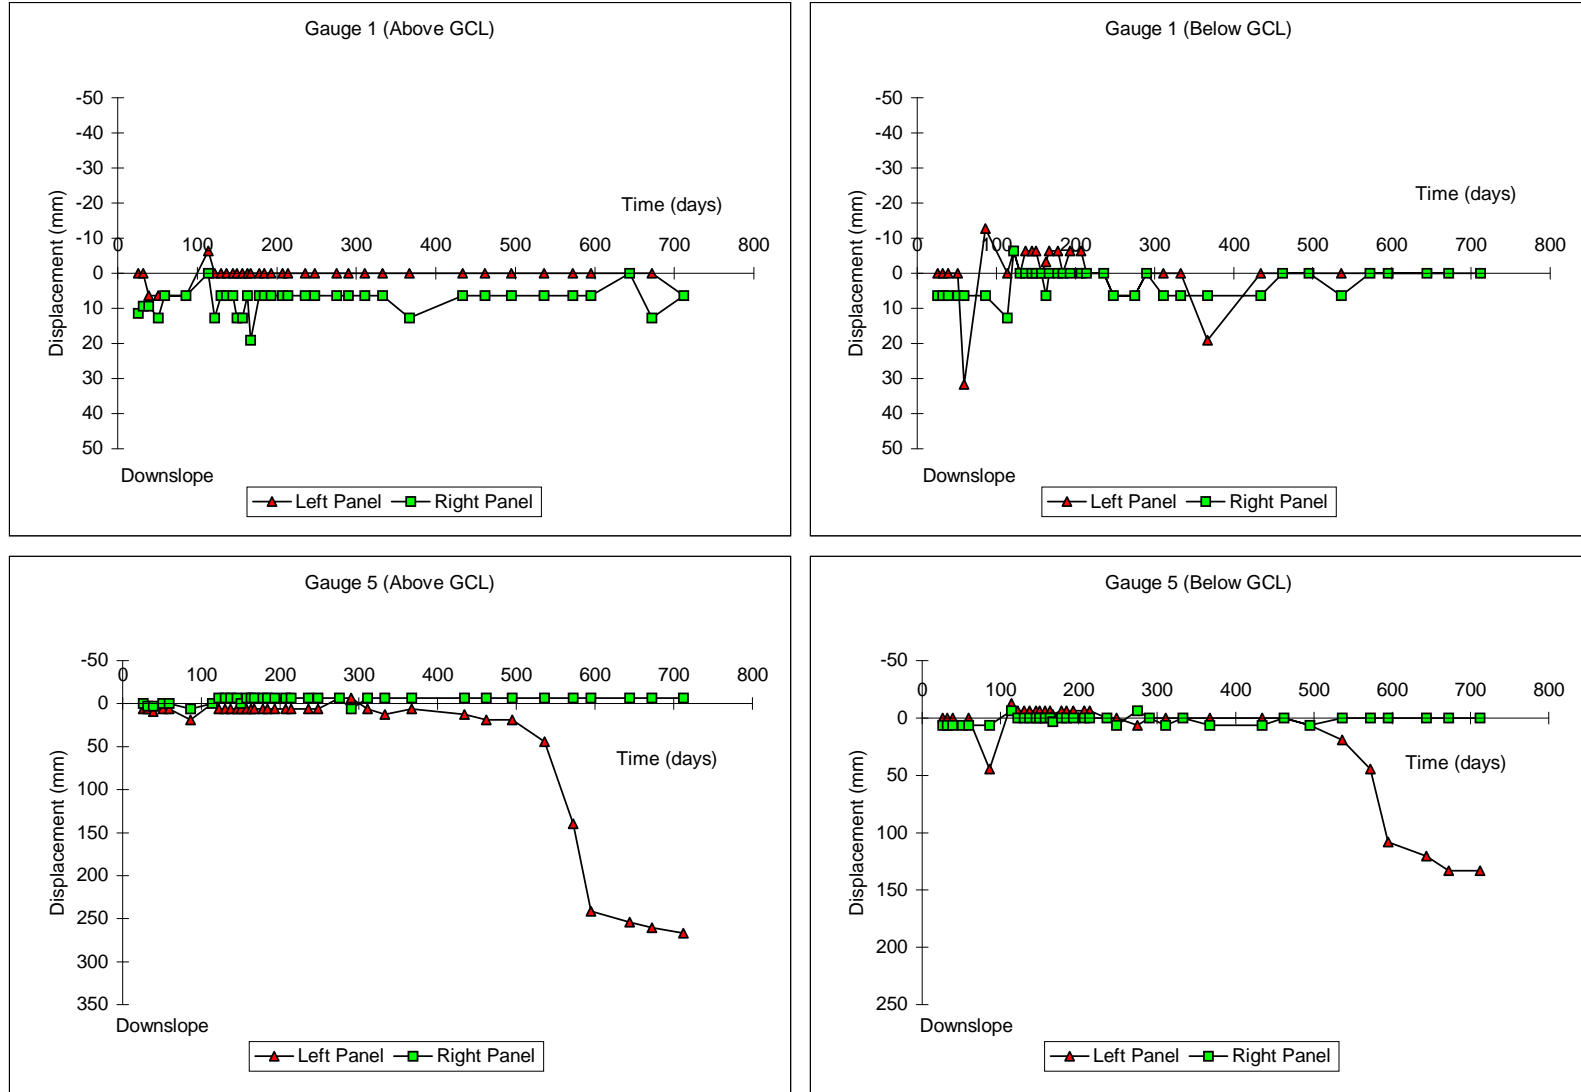 Gauge 1 (Above GCL)
-50
-40
-30
-20
-10
0
10
20
30
40
50
Displacement (mm)
Time (days)
0 100 200 300 400 500 600 700 800
Downslope
Left Panel Right Panel
Gauge 1 (Below GCL)
-50
-40
-30
-20
-10
0
10
20
30
40
50
Displacement (mm)
Time (days)
0 100 200 300 400 500 600 700 800
Downslope
Left Panel Right Panel
Gauge 5 (Above GCL)
-50
0
50
100
150
200
250
300
350
Displacement (mm)
0 100 200 300 400 500 600 700 800
Time (days)
Downslope
Left Panel Right Panel
Gauge 5 (Below GCL)
-50
0
50
100
150
200
250
Displacement (mm)
0 100 200 300 400 500 600 700 800
Time (days)
Downslope
Left Panel Right Panel